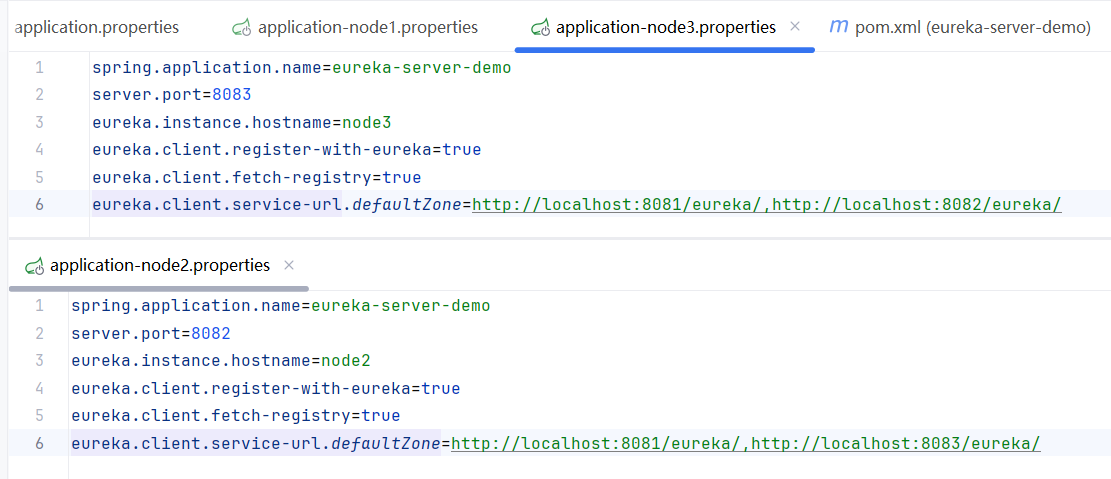 application.properties application-node1.properties application-node3.properties × m pom.xml (eureka-server-demo)
1 spring.application.name=eureka-server-demo
2 server.port=8083
3 eureka.instance.hostname=node3
4 eureka.client.register-with-eureka=true
5 eureka.client.fetch-registry=true
6 eureka.client.service-url.defaultZone=http://localhost:8081/eureka/,http://localhost:8082/eureka/
application-node2.properties ×
1 spring.application.name=eureka-server-demo
2 server.port=8082
3 eureka.instance.hostname=node2
4 eureka.client.register-with-eureka=true
5 eureka.client.fetch-registry=true
6 eureka.client.service-url.defaultZone=http://localhost:8081/eureka/,http://localhost:8083/eureka/